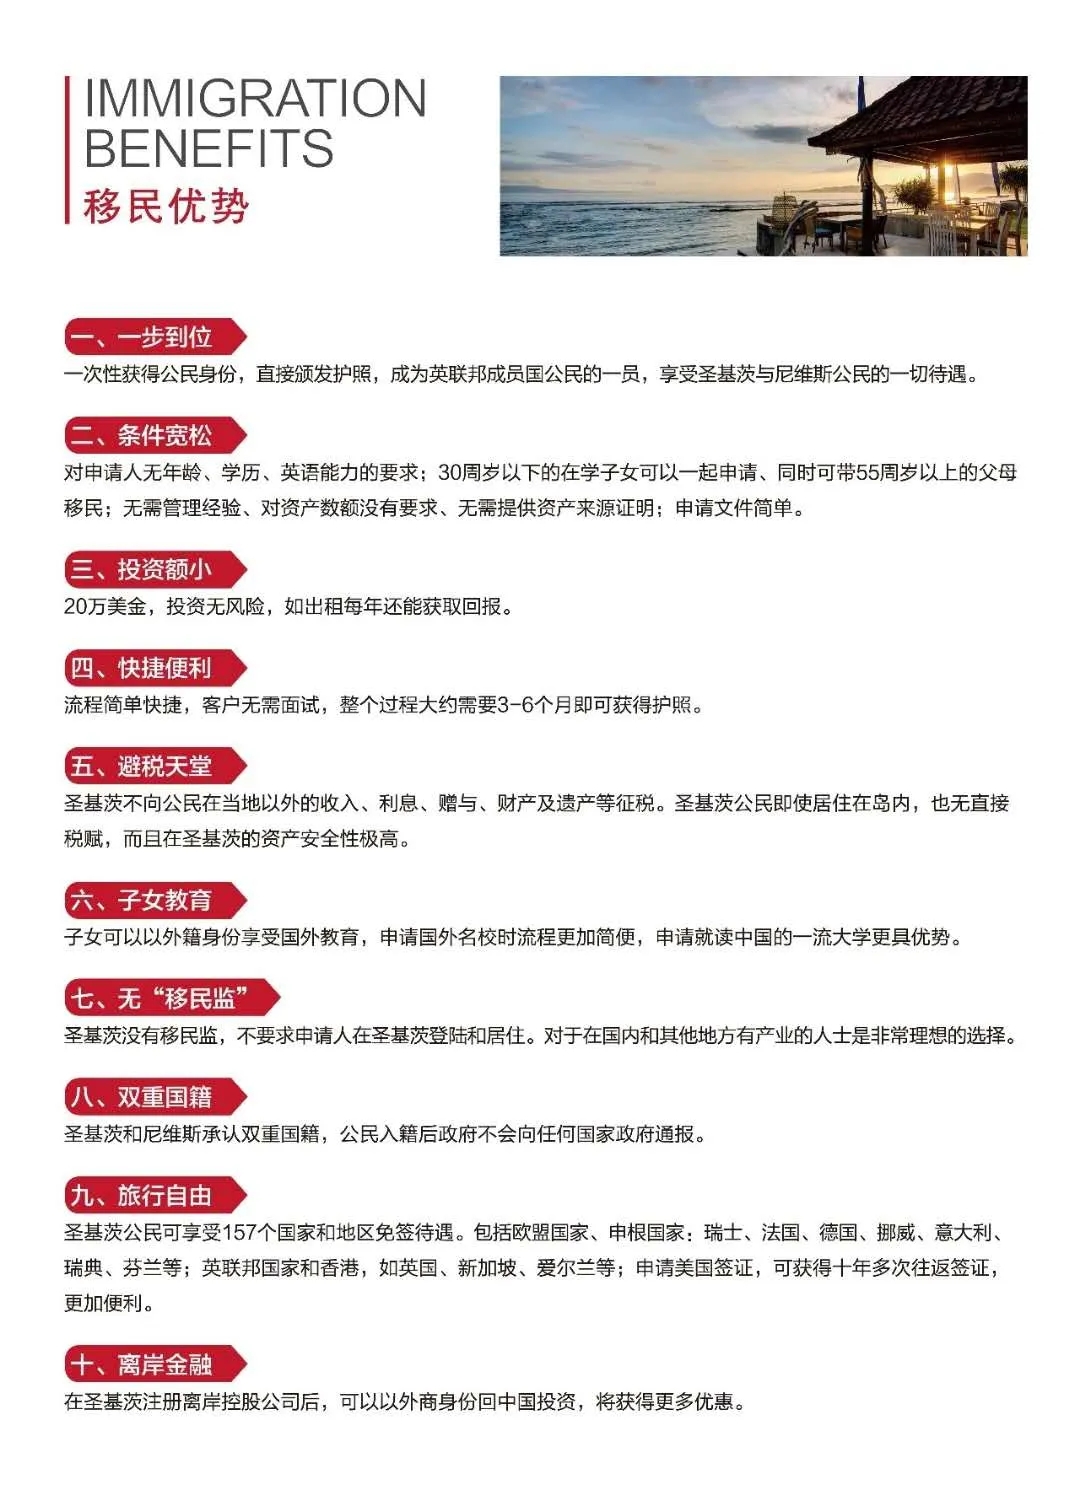 IMMIGRATION
BENEFITS
移民优势
一、一步到位
一次性获得公民身份，直接颁发护照，成为英联邦成员国公民的一员，享受圣基茨与尼维斯公民的一切待遇。
二、条件宽松
对申请人无年龄、学历、英语能力的要求；30周岁以下的在学子女可以一起申请、同时可带55周岁以上的父母
移民；无需管理经验、对资产数额没有要求、无需提供资产来源证明；申请文件简单。
三、投资额小
20万美金，投资无风险，如出租每年还能获取回报。
四、快捷便利
流程简单快捷，客户无需面试，整个过程大约需要3-6个月即可获得护照。
五、避税天堂
圣基茨不向公民在当地以外的收入、利息、赠与、财产及遗产等征税。圣基茨公民即使居住在岛内，也无直接
税赋，而且在圣基茨的资产安全性极高。
六、子女教育
子女可以以外籍身份享受国外教育，申请国外名校时流程更加简便，申请就读中国的一流大学更具优势。
七、无“移民监”
圣基茨没有移民监，不要求申请人在圣基茨登陆和居住。对于在国内和其他地方有产业的人士是非常理想的选择。
八、双重国籍
圣基茨和尼维斯承认双重国籍，公民入籍后政府不会向任何国家政府通报。
九、旅行自由
圣基茨公民可享受157个国家和地区免签待遇。包括欧盟国家、申根国家：瑞士、法国、德国、挪威、意大利、
瑞典、芬兰等；英联邦国家和香港，如英国、新加坡、爱尔兰等；申请美国签证，可获得十年多次往返签证，
更加便利。
十、离岸金融
在圣基茨注册离岸控股公司后，可以以外商身份回中国投资，将获得更多优惠。